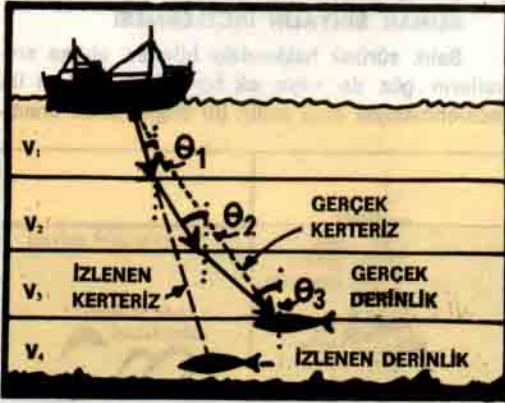 V₁
Θ₁
V₂
Θ₂
GERÇEK
KERTERİZ
İZLENEN
KERTERİZ
V₃
Θ₃
GERÇEK
DERİNLİK
V₄
İZLENEN DERİNLİK